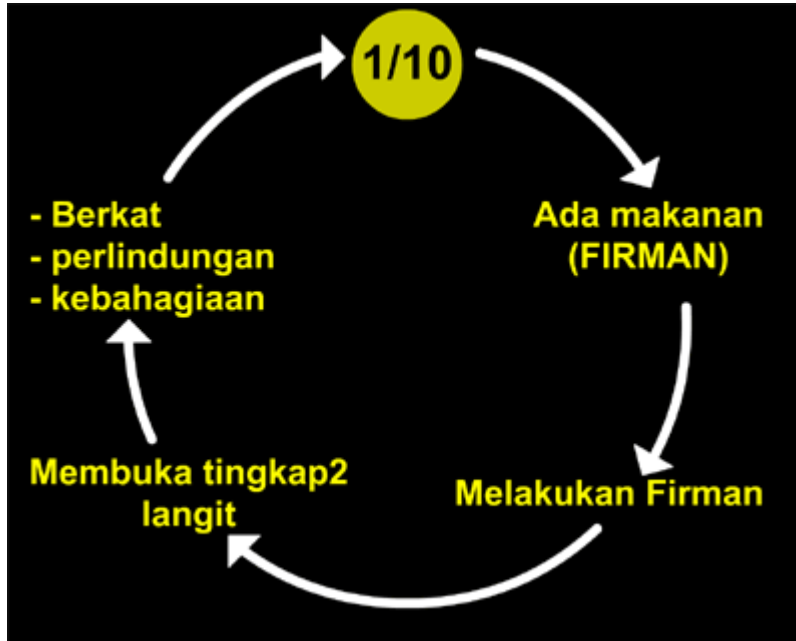 1/10
Ada makanan
(FIRMAN)
Melakukan Firman
Membuka tingkap2
langit
- Berkat
- perlindungan
- kebahagiaan